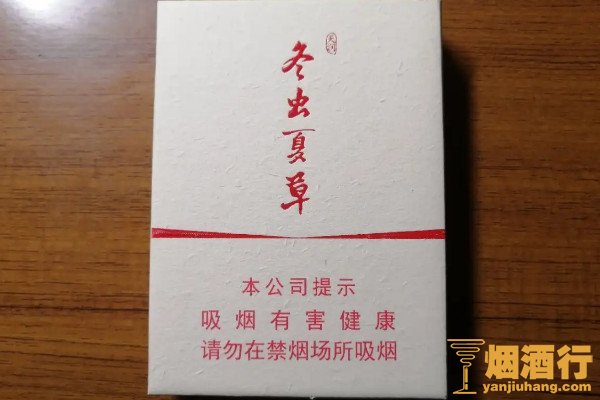 冬虫夏草
本公司提示
吸烟有害健康
请勿在禁烟场所吸烟
烟酒行
yanjiuhang.com